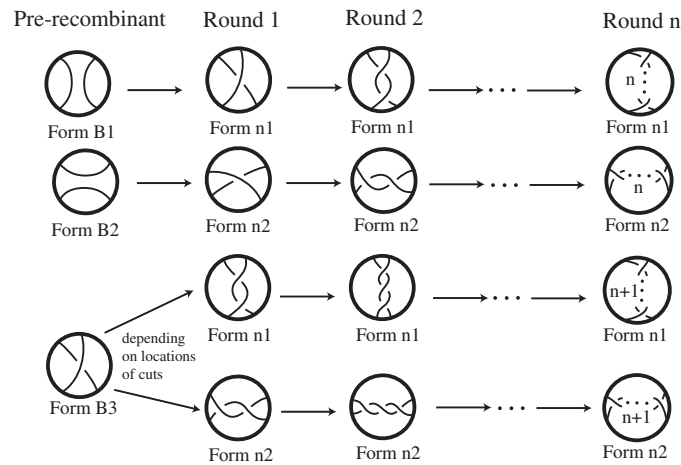 Pre-recombinant Round 1 Round 2 Round n
n
Form B1 Form n1 Form n1 Form n1
n
Form B2 Form n2 Form n2 Form n2
n+1
Form n1 Form n1 Form n1
depending
on locations
of cuts
Form B3
n+1
Form n2 Form n2 Form n2